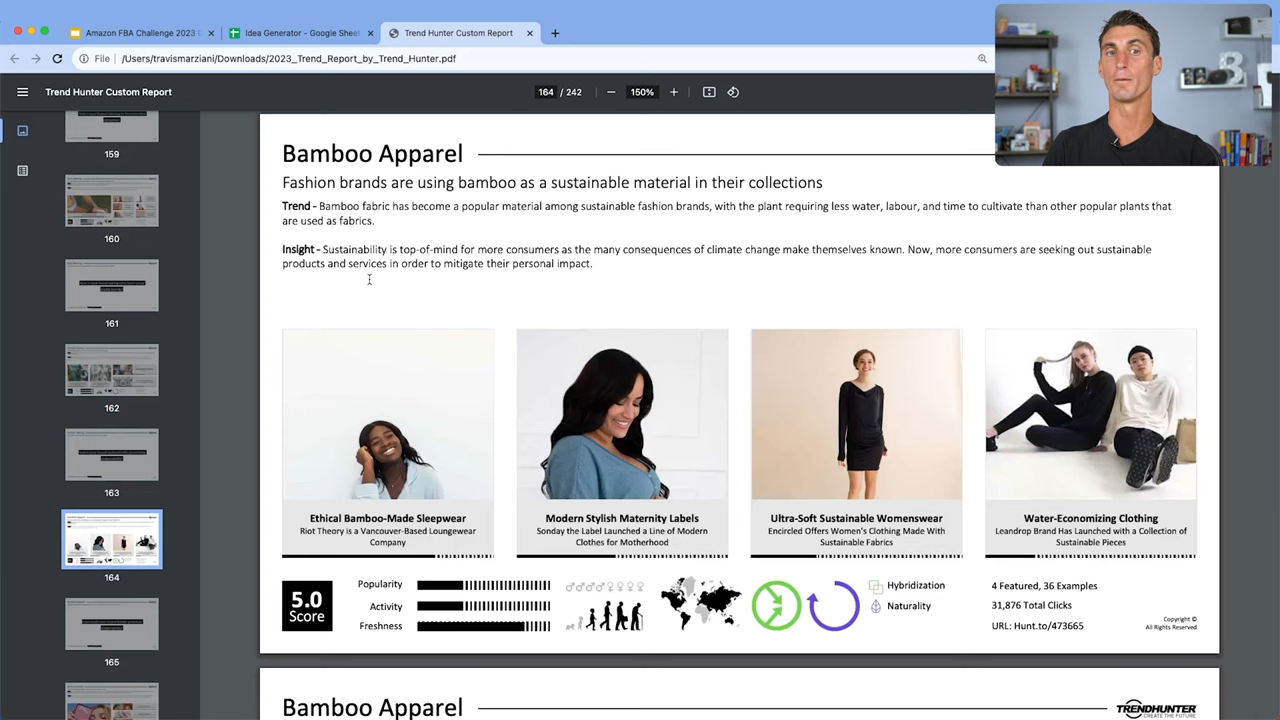 Amazon FBA Challenge 2023 D
Idea Generator - Google Shee
Trend Hunter Custom Report
File
/Users/travismarziani/Downloads/2023_Trend_Report_by_Trend_Hunter.pdf
Trend Hunter Custom Report
164 / 242
150%
159
160
161
162
163
164
165
Bamboo Apparel
Fashion brands are using bamboo as a sustainable material in their collections
Trend - Bamboo fabric has become a popular material among sustainable fashion brands, with the plant requiring less water, labour, and time to cultivate than other popular plants that
are used as fabrics.
Insight - Sustainability is top-of-mind for more consumers as the many consequences of climate change make themselves known. Now, more consumers are seeking out sustainable
products and services in order to mitigate their personal impact.
Ethical Bamboo-Made Sleepwear
Riot Theory is a Vancouver-Based Loungewear
Company
Modern Stylish Maternity Labels
Sonday the Label Launched a Line of Modern
Clothes for Motherhood
Ultra-Soft Sustainable Womenswear
Encircled Offers Women's Clothing Made With
Sustainable Fabrics
Water-Economizing Clothing
Leandrop Brand Has Launched with a Collection of
Sustainable Pieces
5.0
Score
Popularity
Activity
Freshness
Hybridization
Naturality
4 Featured, 36 Examples
31,876 Total Clicks
URL: Hunt.to/473665
Copyright ©
All Rights Reserved
Bamboo Apparel
TRENDHUNTER
CREATE THE FUTURE